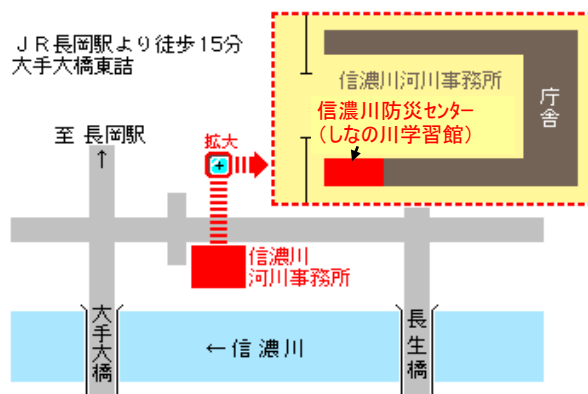 JR長岡駅より徒歩15分
大手大橋東詰
信濃川河川事務所
信濃川防災センター
(しなの川学習館)
庁舎
至 長岡駅
↑
拡大
信濃川
河川事務所
大手大橋
←信濃川
長生橋